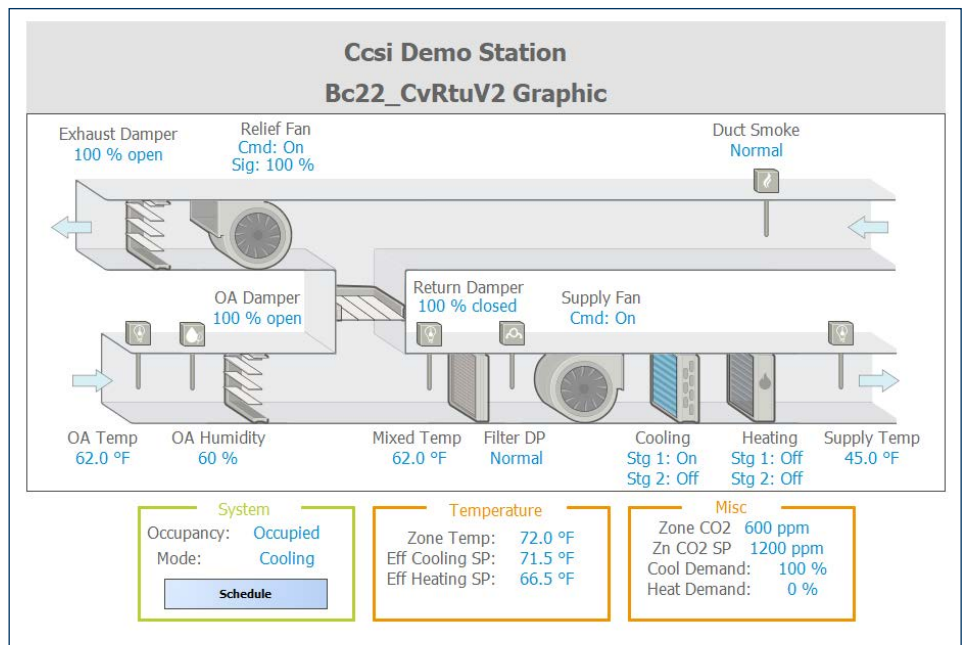 Ccsi Demo Station
Bc22_CvRtuV2 Graphic
Exhaust Damper
100 % open
Relief Fan
Cmd: On
Sig: 100 %
Duct Smoke
Normal
OA Damper
100 % open
Return Damper
100 % closed
Supply Fan
Cmd: On
OA Temp
62.0 °F
OA Humidity
60 %
Mixed Temp
62.0 °F
Filter DP
Normal
Cooling
Stg 1: On
Stg 2: Off
Heating
Stg 1: Off
Stg 2: Off
Supply Temp
45.0 °F
System
Occupancy: Occupied
Mode: Cooling
Schedule
Temperature
Zone Temp: 72.0 °F
Eff Cooling SP: 71.5 °F
Eff Heating SP: 66.5 °F
Misc
Zone CO2 600 ppm
Zn CO2 SP 1200 ppm
Cool Demand: 100 %
Heat Demand: 0 %